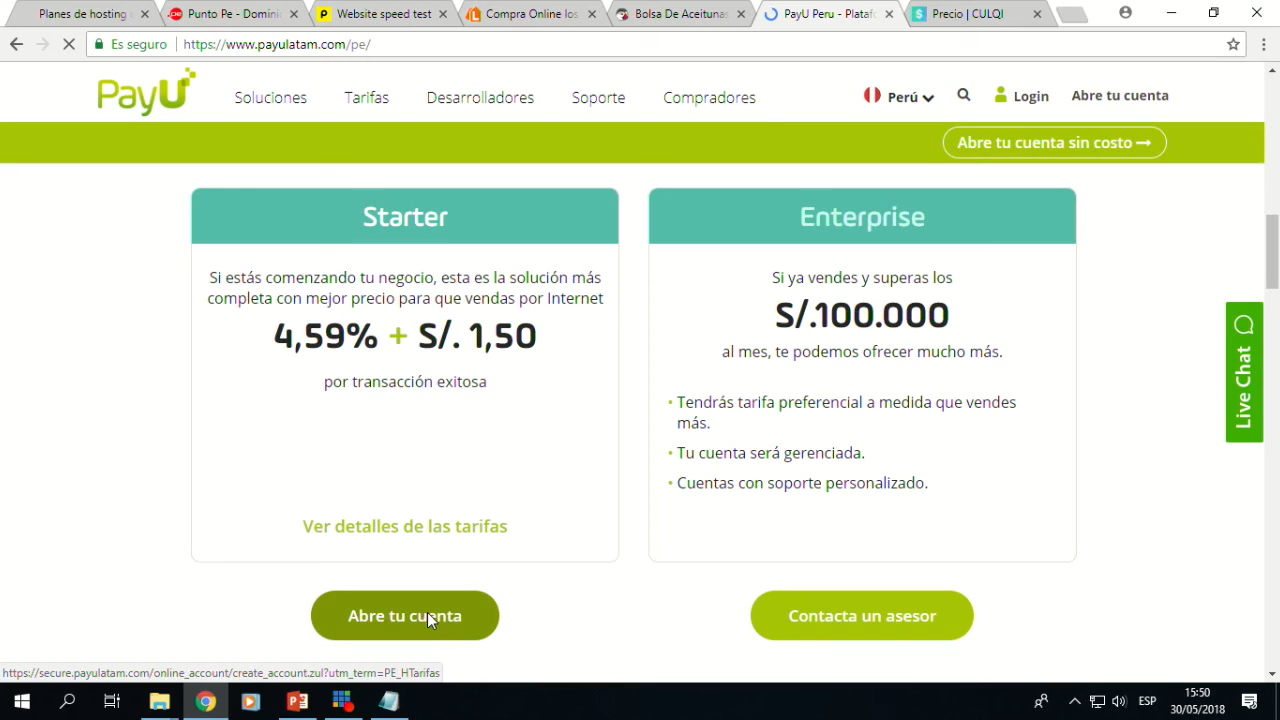 Planes de hosting
Punto Pe - Domini
Website speed test
Compra Online los
Bolsa De Aceitunas
PayU Peru - Plataf
Precio | CULQI
Es seguro
https://www.payulatam.com/pe/
PayU
Soluciones
Tarifas
Desarrolladores
Soporte
Compradores
Perú
Login
Abre tu cuenta
Abre tu cuenta sin costo
Starter
Si estás comenzando tu negocio, esta es la solución más
completa con mejor precio para que vendas por Internet
4,59% + S/. 1,50
por transacción exitosa
Ver detalles de las tarifas
Abre tu cuenta
Enterprise
Si ya vendes y superas los
S/.100.000
al mes, te podemos ofrecer mucho más.
• Tendrás tarifa preferencial a medida que vendes
más.
• Tu cuenta será gerenciada.
• Cuentas con soporte personalizado.
Contacta un asesor
Live Chat
https://secure.payulatam.com/online_account/create_account.zul?utm_term=PE_HTarifas
ESP
15:50
30/05/2018